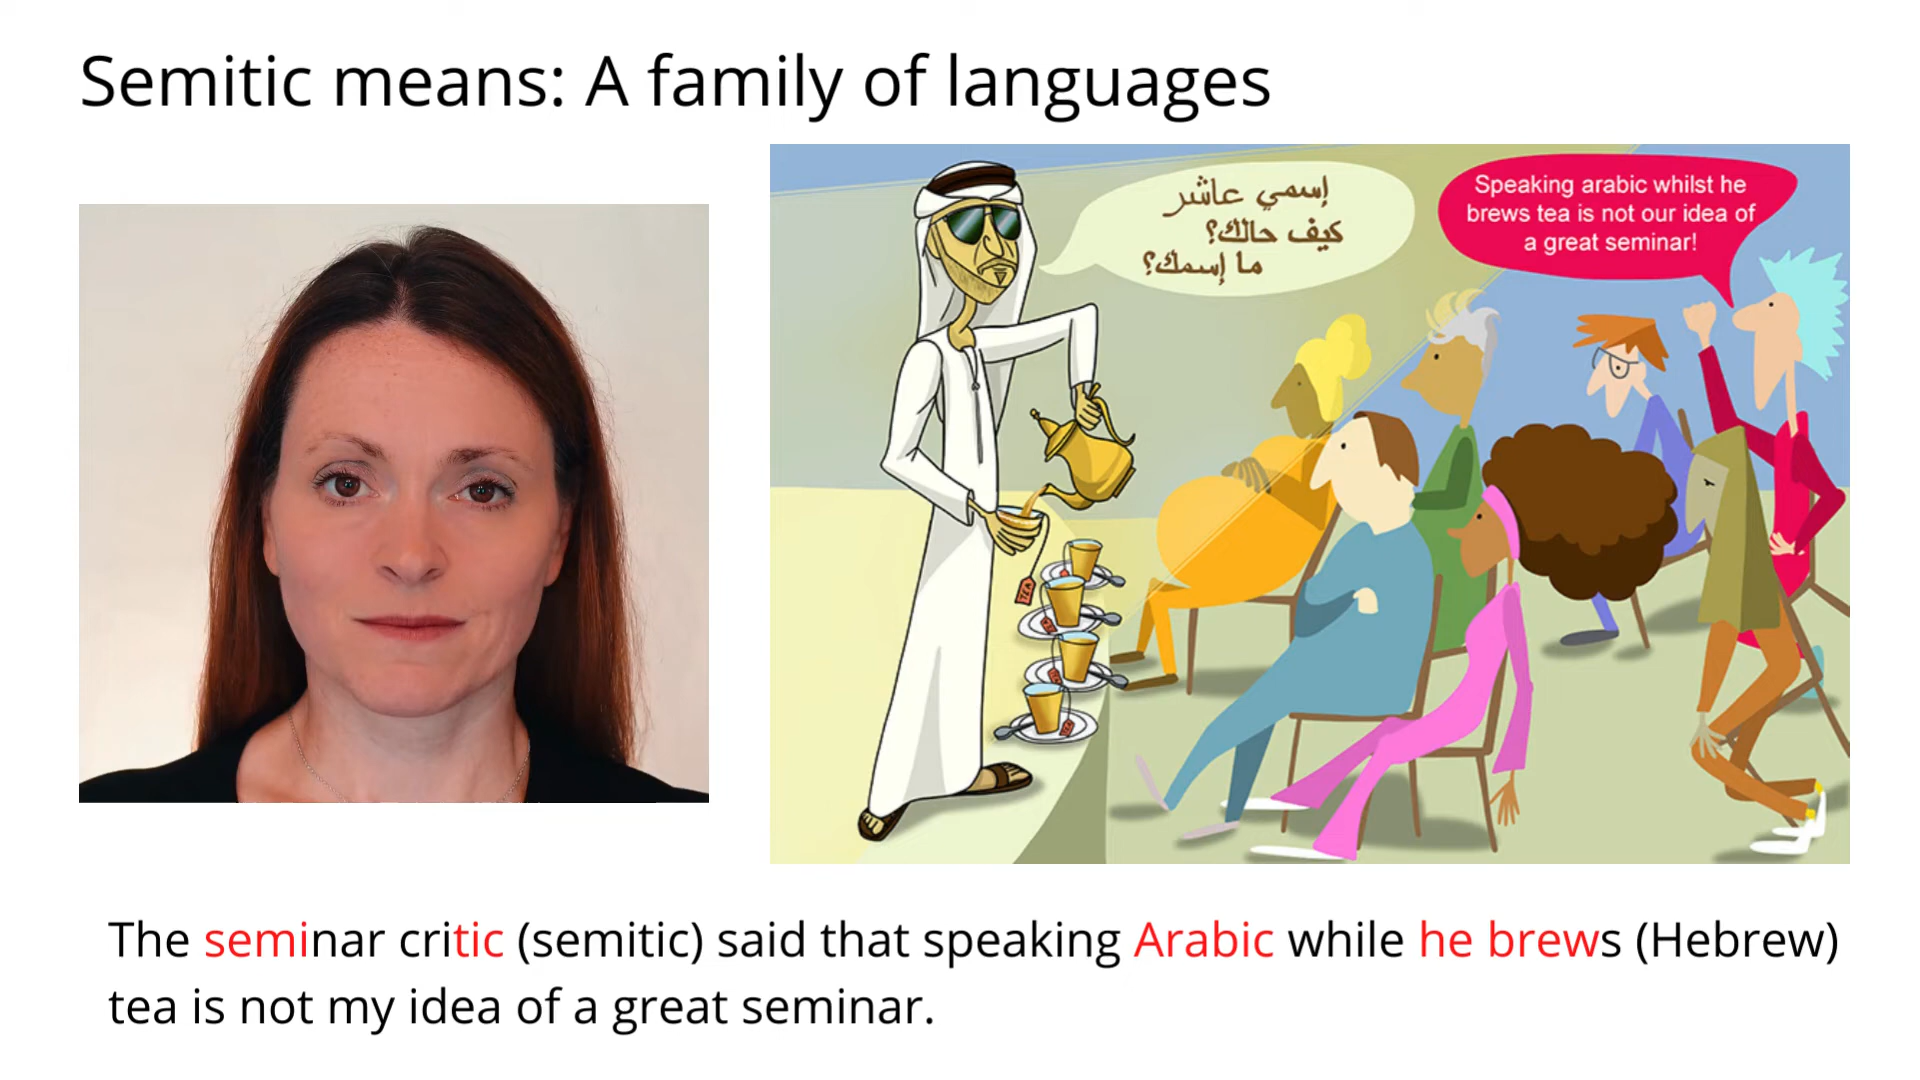 Semitic means: A family of languages
إسمي عاشر
كيف حالك؟
ما إسمك؟
Speaking arabic whilst he
brews tea is not our idea of
a great seminar!
TEA
The seminar critic (semitic) said that speaking Arabic while he brews (Hebrew)
tea is not my idea of a great seminar.